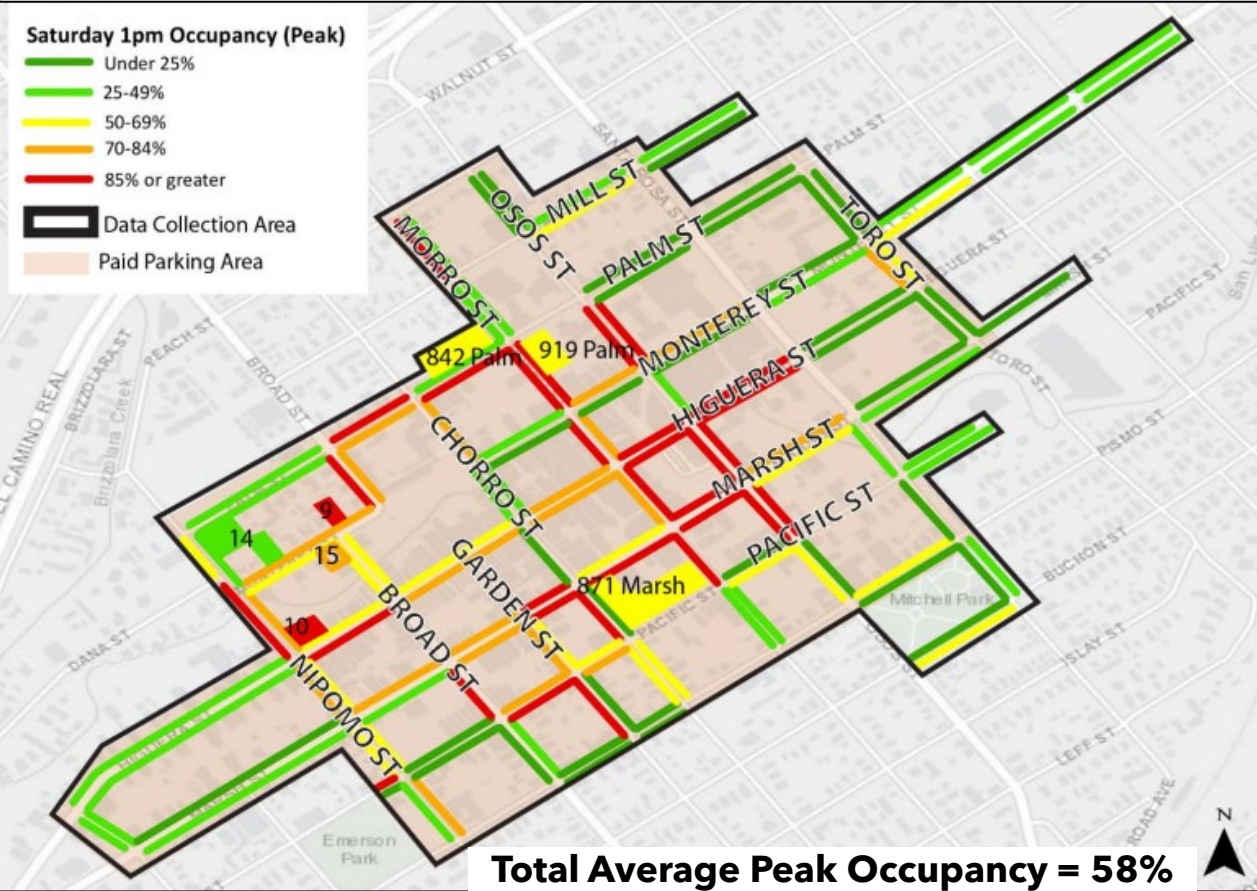 Saturday 1pm Occupancy (Peak)
Under 25%
25-49%
50-69%
70-84%
85% or greater
Data Collection Area
Paid Parking Area
WALNUT ST
PALM ST
MILL ST
OSOS ST
MORRO ST
PALM ST
TORO ST
HIGUERA ST
MONTEREY ST
PACIFIC ST
PEACH ST
BROAD ST
BRIZZOLARA ST
Brizzolara Creek
EL CAMINO REAL
842 Palm
919 Palm
HIGUERA ST
TORO ST
CHORRO ST
MARSH ST
PISMO ST
PACIFIC ST
9
14
15
GARDEN ST
BUCHON ST
871 Marsh
PACIFIC ST
Mitchell Park
BROAD ST
10
DANA ST
ISLAY ST
NIPOMO ST
HIGUERA ST
MARSH ST
LEFF ST
BROAD AVE
Emerson
Park
N
Total Average Peak Occupancy = 58%